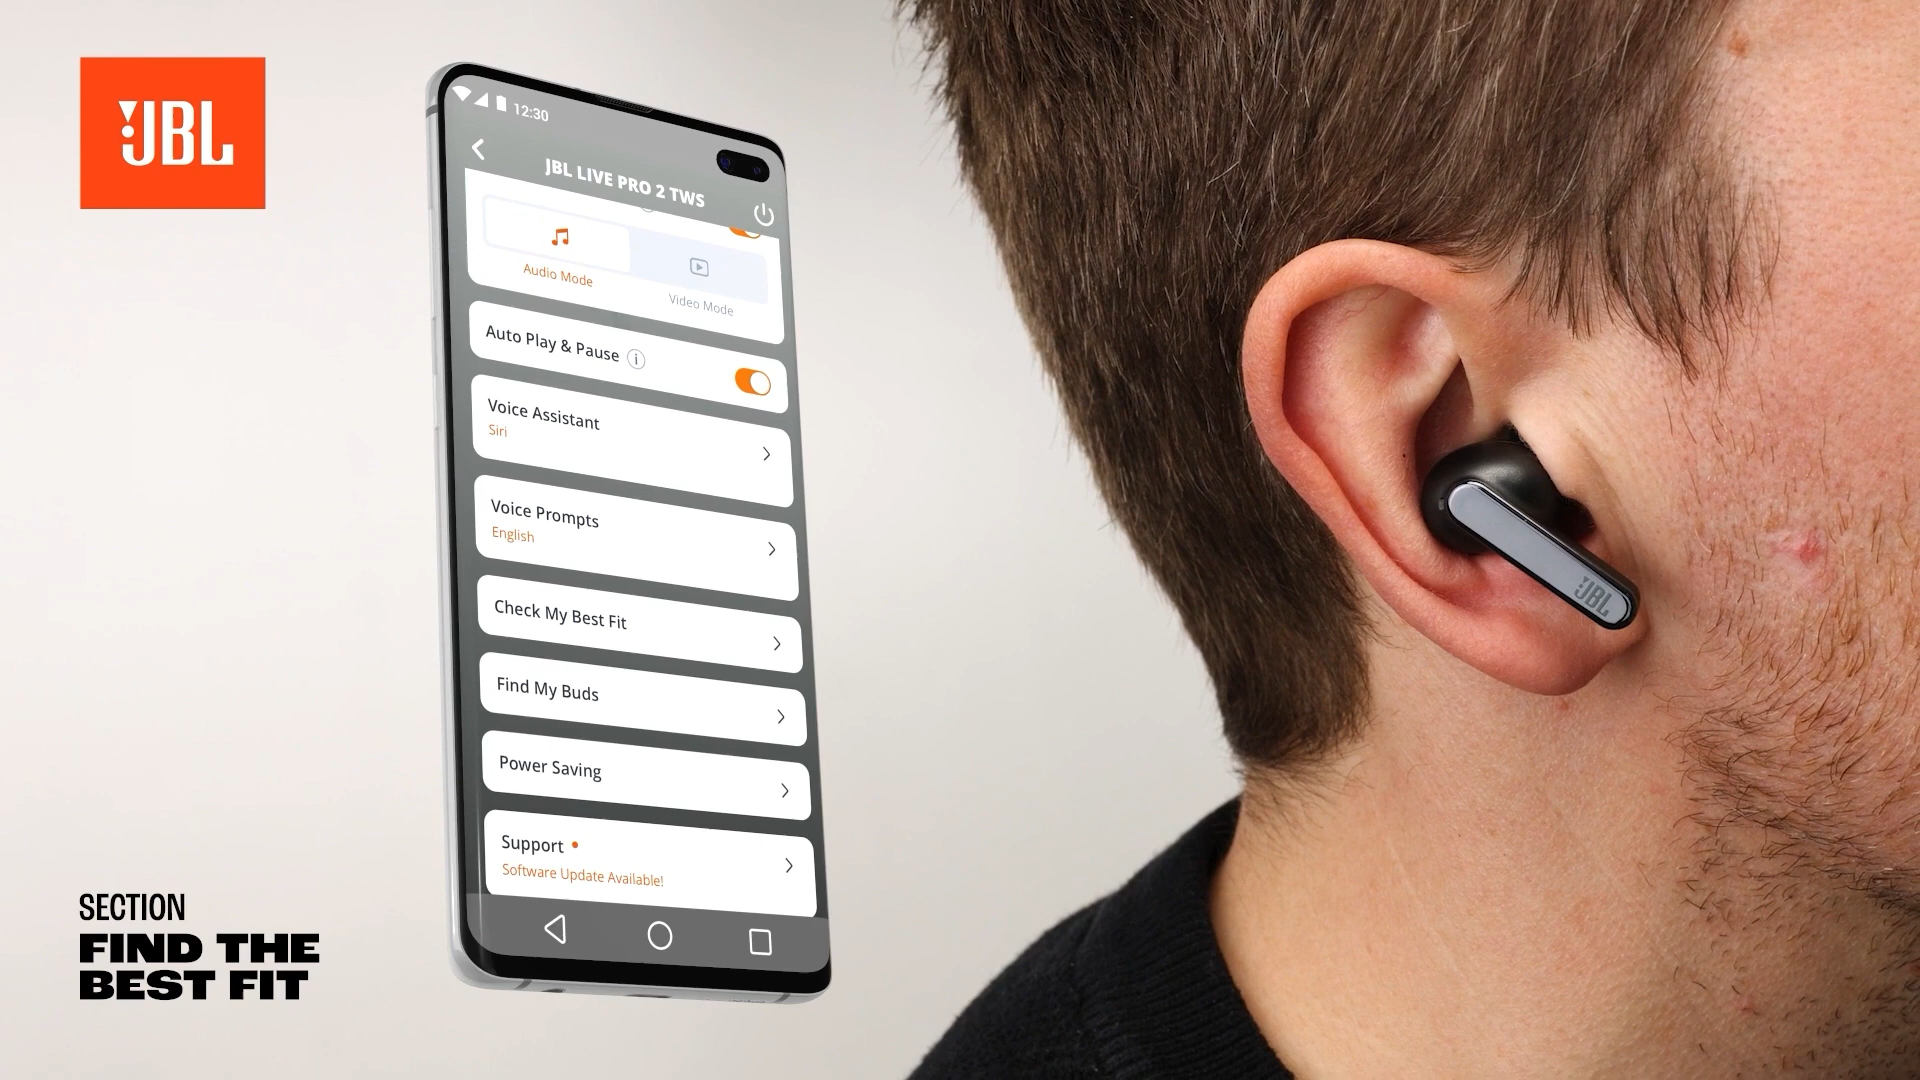 JBL
12:30
JBL LIVE PRO 2 TWS
Audio Mode
Video Mode
Auto Play & Pause
Voice Assistant
Siri
Voice Prompts
English
Check My Best Fit
Find My Buds
Power Saving
Support
Software Update Available!
JBL
SECTION
FIND THE
BEST FIT